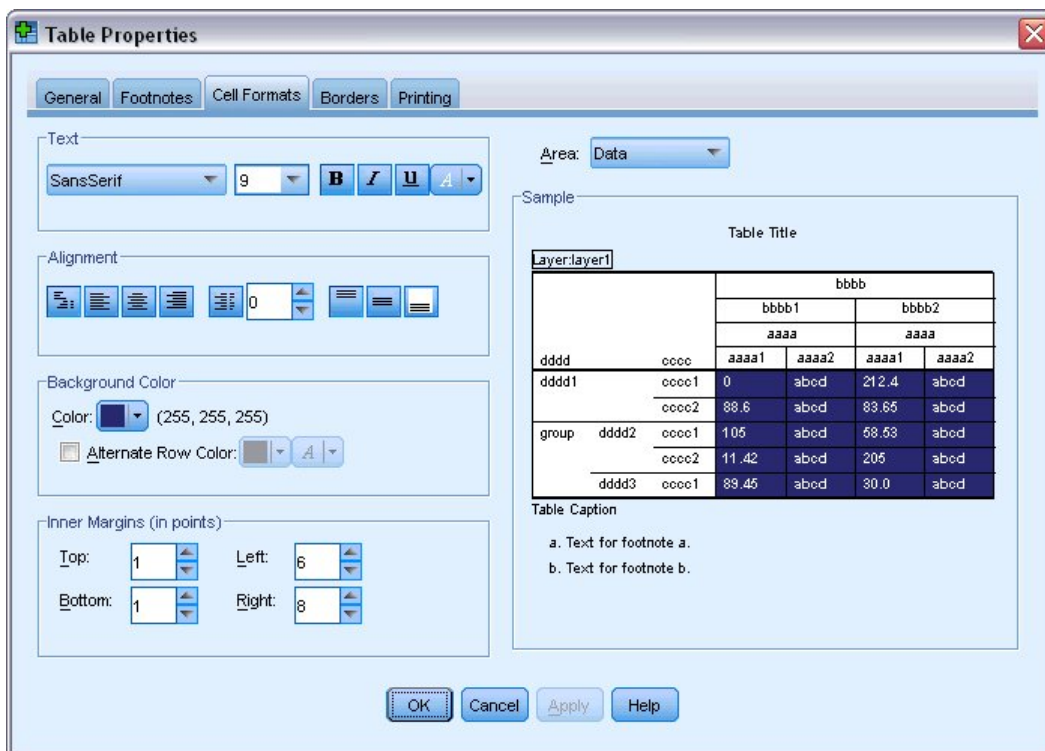 Table Properties
General Footnotes Cell Formats Borders Printing
Text
SansSerif 9 B I U A
Alignment
0
Background Color
Color: (255, 255, 255)
Alternate Row Color: A
Inner Margins (in points)
Top: 1 Left: 6
Bottom: 1 Right: 8
Area: Data
Sample
Table Title
Layer:layer1
bbbb
bbbb1 bbbb2
aaaa aaaa
dddd cccc aaaa1 aaaa2 aaaa1 aaaa2
dddd1 cccc1 0 abcd 212.4 abcd
cccc2 88.6 abcd 83.65 abcd
group dddd2 cccc1 105 abcd 58.53 abcd
cccc2 11.42 abcd 205 abcd
dddd3 cccc1 89.45 abcd 30.0 abcd
Table Caption
a. Text for footnote a.
b. Text for footnote b.
OK Cancel Apply Help